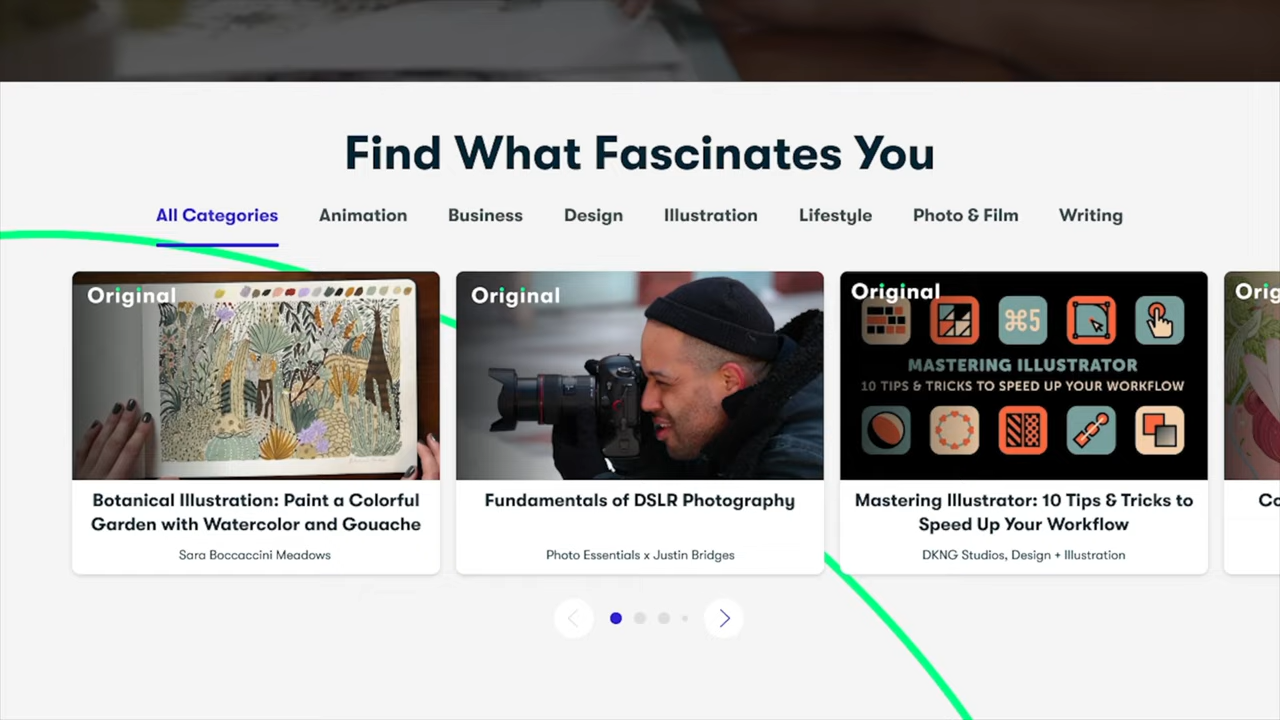 Find What Fascinates You
All Categories Animation Business Design Illustration Lifestyle Photo & Film Writing
Original
Original
Original
⌘5
MASTERING ILLUSTRATOR
10 TIPS & TRICKS TO SPEED UP YOUR WORKFLOW
Botanical Illustration: Paint a Colorful
Garden with Watercolor and Gouache
Sara Boccaccini Meadows
Fundamentals of DSLR Photography
Photo Essentials x Justin Bridges
Mastering Illustrator: 10 Tips & Tricks to
Speed Up Your Workflow
DKNG Studios, Design + Illustration